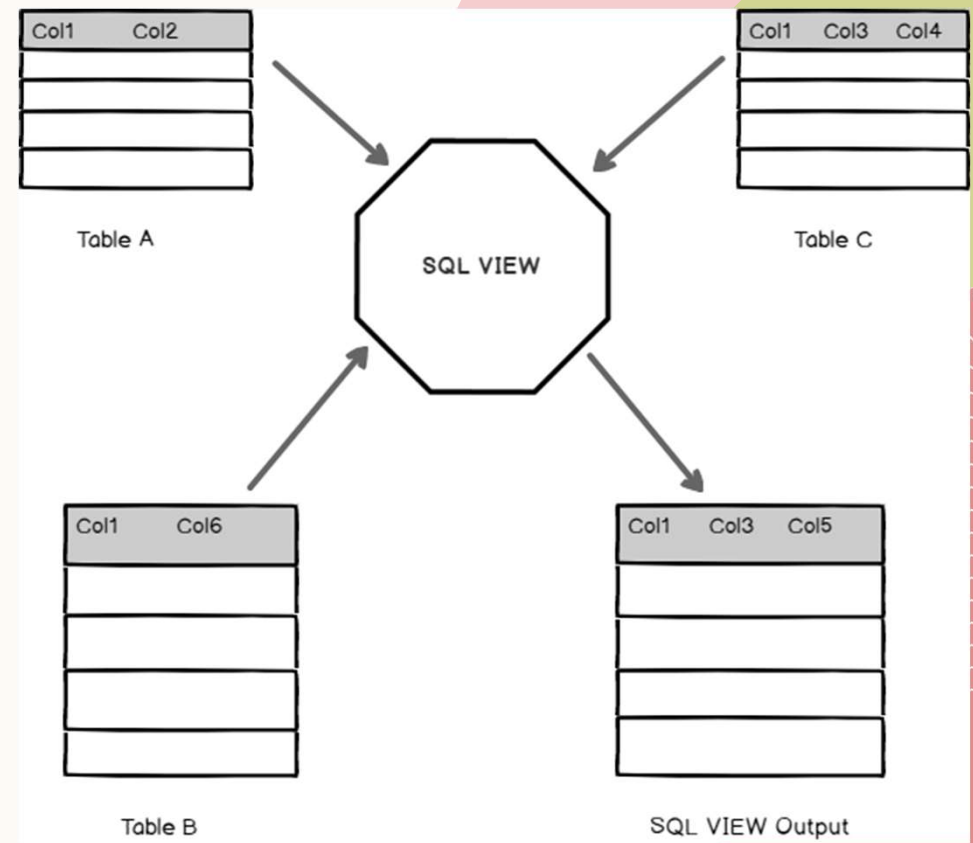 Col1 Col2
Col1 Col3 Col4
Table A
Table C
SQL VIEW
Col1 Col6
Col1 Col3 Col5
Table B
SQL VIEW Output